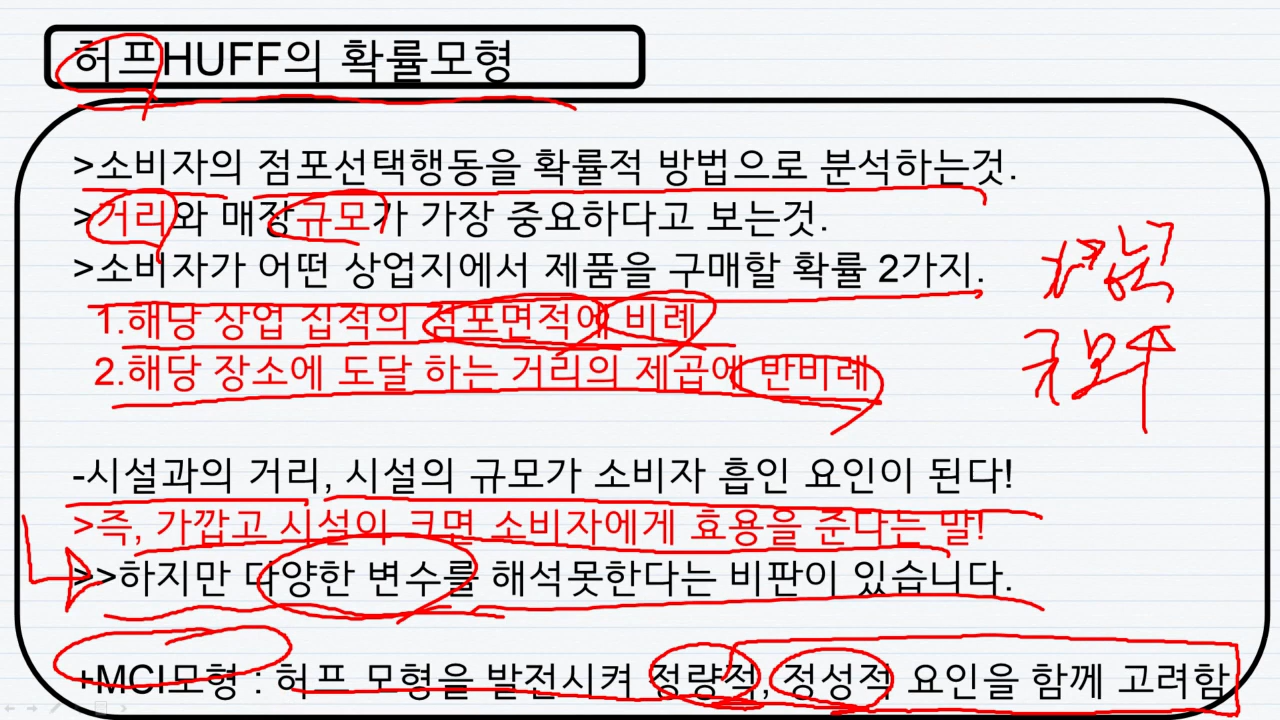 허프HUFF의 확률모형
>소비자의 점포선택행동을 확률적 방법으로 분석하는것.
>거리와 매장규모가 가장 중요하다고 보는것.
>소비자가 어떤 상업지에서 제품을 구매할 확률 2가지.
1.해당 상업 집적의 점포면적에 비례
2.해당 장소에 도달 하는 거리의 제곱에 반비례
규모
-시설과의 거리, 시설의 규모가 소비자 흡인 요인이 된다!
>즉, 가깝고 시설이 크면 소비자에게 효용을 준다는 말!
>>하지만 다양한 변수를 해석못한다는 비판이 있습니다.
+MCI모형 : 허프 모형을 발전시켜 정량적, 정성적 요인을 함께 고려함